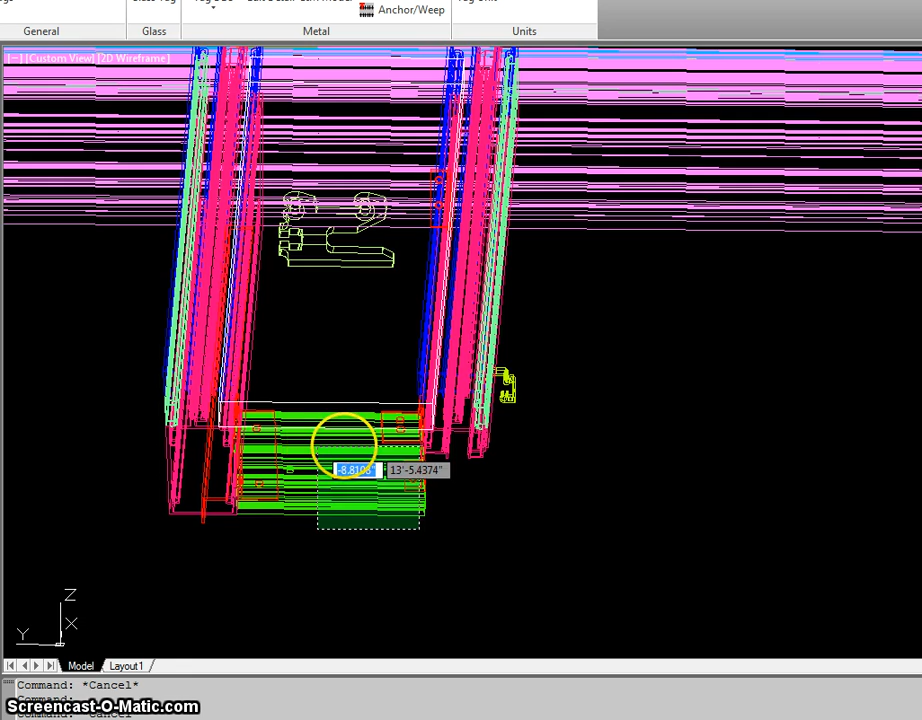 Anchor/Weep
General
Glass
Metal
Units
[−] [Custom View] [2D Wireframe]
-8.8103" 13'-5.4374"
Z
X
Y
Model Layout1
Command: *Cancel*
Screencast-O-Matic.com